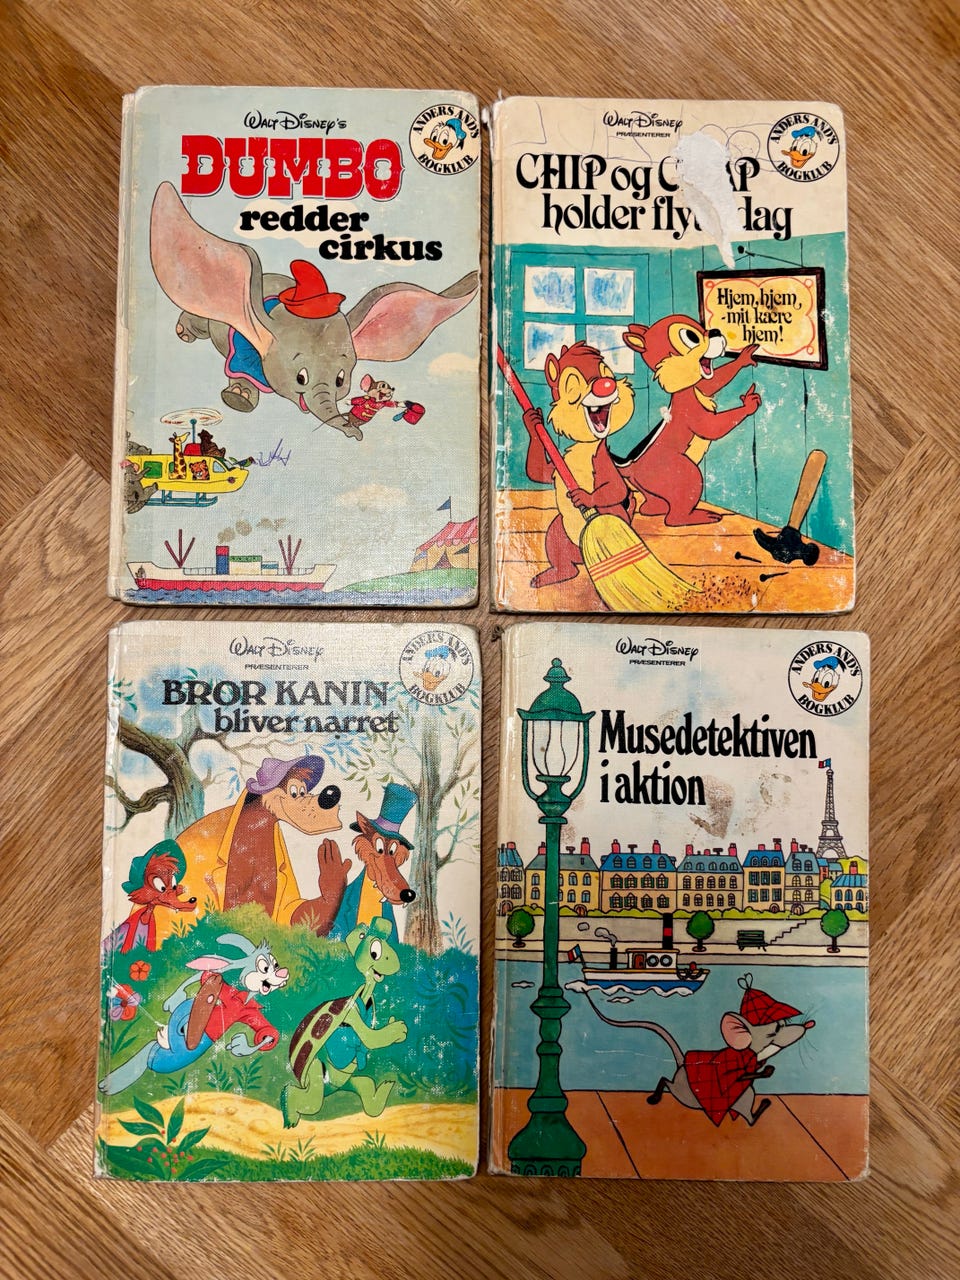 WALT DISNEY'S
DUMBO
redder
cirkus
ANDERS AND'S
BOGKLUB
WALT DISNEY
PRÆSENTERER
CHIP og
holder
ANDERS AND'S
BOGKLUB
Hjem, hjem,
-mit kære
hjem!
WALT DISNEY
PRÆSENTERER
BROR KANIN
bliver narret
ANDERS AND'S
BOGKLUB
WALT DISNEY
PRÆSENTERER
Musedetektiven
i aktion
ANDERS AND'S
BOGKLUB